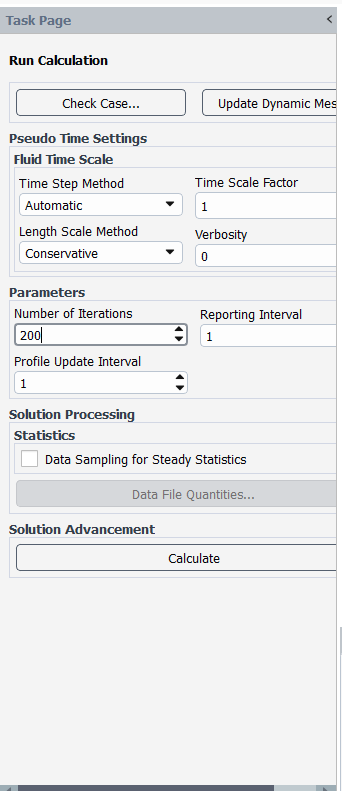 Task Page <
Run Calculation
Check Case... Update Dynamic Mes
Pseudo Time Settings
Fluid Time Scale
Time Step Method Time Scale Factor
Automatic 1
Length Scale Method Verbosity
Conservative 0
Parameters
Number of Iterations Reporting Interval
200 1
Profile Update Interval
1
Solution Processing
Statistics
Data Sampling for Steady Statistics
Data File Quantities...
Solution Advancement
Calculate